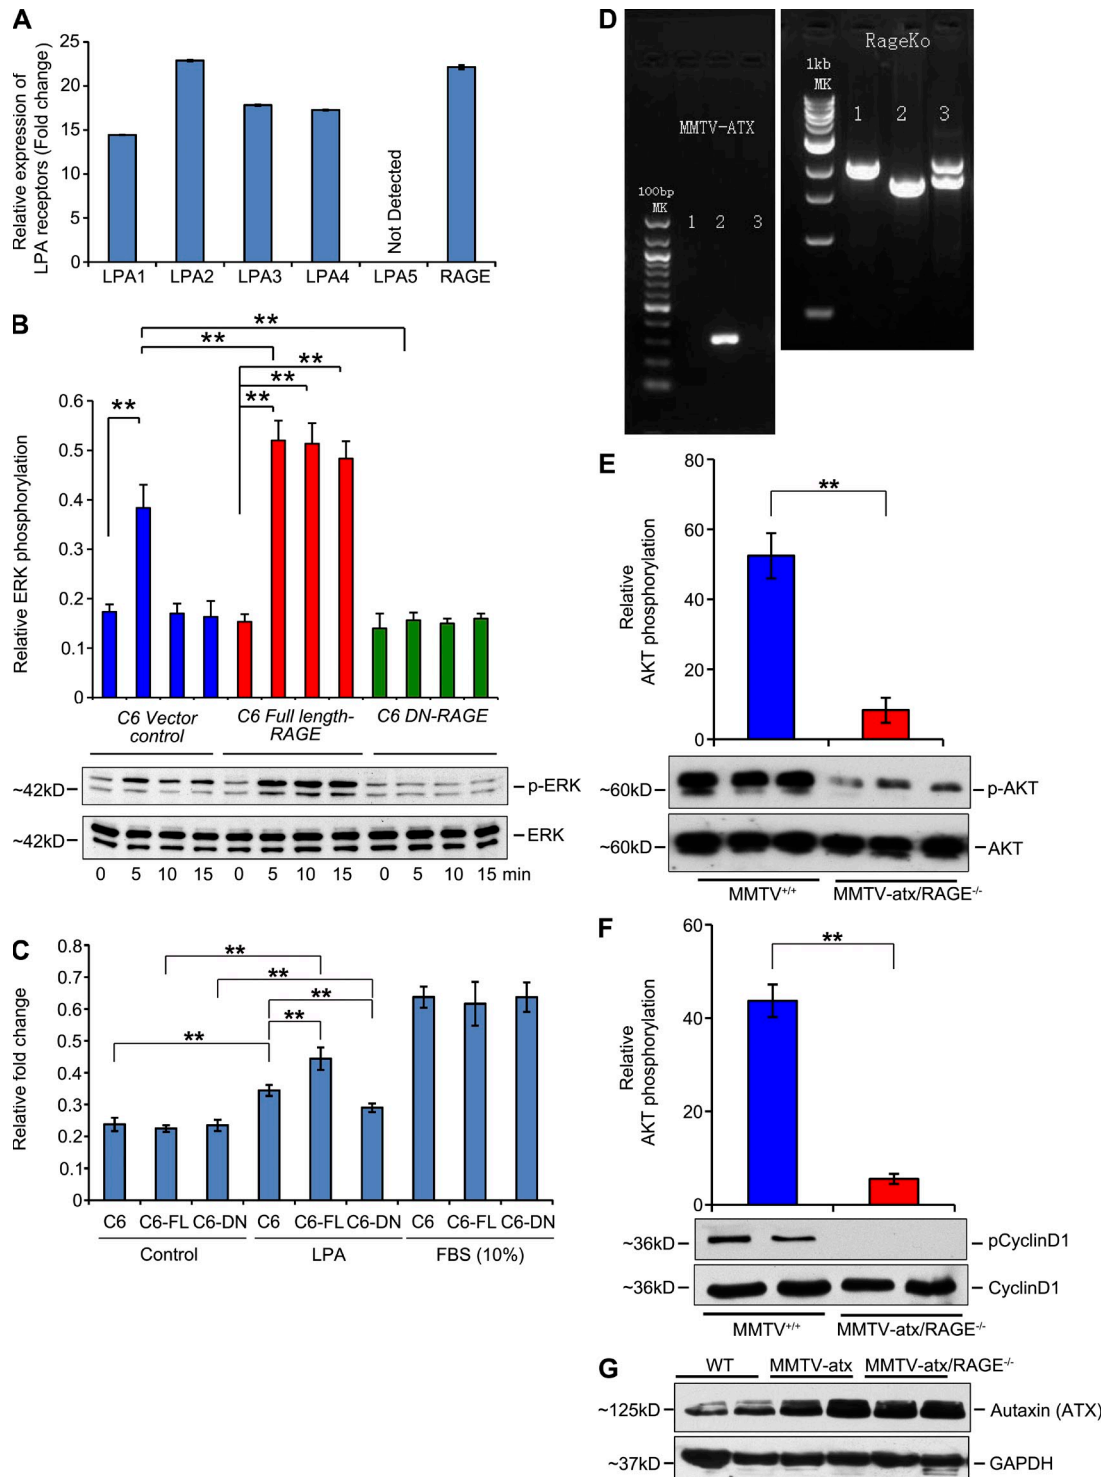 A
Relative expression of
LPA receptors (Fold change)
25
20
15
10
5
0
Not Detected
LPA1 LPA2 LPA3 LPA4 LPA5 RAGE
B
**
**
**
**
**
**
Relative ERK phosphorylation
0.6
0.5
0.4
0.3
0.2
0.1
0
C6 Vector
control
C6 Full length-
RAGE
C6 DN-RAGE
~42kD
p-ERK
~42kD
ERK
0 5 10 15 0 5 10 15 0 5 10 15 min
C
Relative fold change
0.8
0.7
0.6
0.5
0.4
0.3
0.2
0.1
0
**
**
**
**
**
C6 C6-FL C6-DN C6 C6-FL C6-DN C6 C6-FL C6-DN
Control LPA FBS (10%)
D
MMTV-ATX
100bp
MK
1 2 3
RageKo
1kb
MK
1 2 3
E
Relative
AKT phosphorylation
80
60
40
20
0
**
~60kD
p-AKT
~60kD
AKT
MMTV+/+ MMTV-atx/RAGE-/-
F
Relative
AKT phosphorylation
60
40
20
0
**
~36kD
pCyclinD1
~36kD
CyclinD1
MMTV+/+ MMTV-atx/RAGE-/-
G
WT MMTV-atx MMTV-atx/RAGE-/-
~125kD
Autaxin (ATX)
~37kD
GAPDH